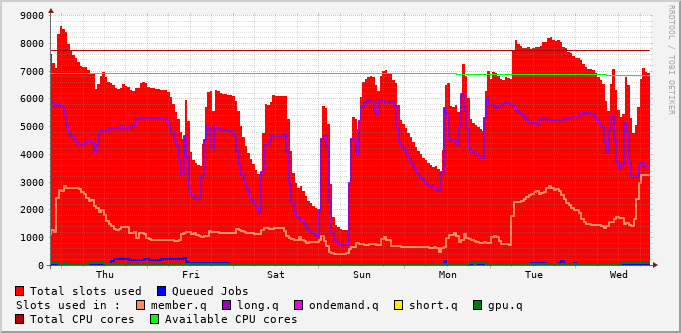 RRDTOOL / TOBI OETIKER
9000
8000
7000
6000
5000
4000
3000
2000
1000
0
Thu Fri Sat Sun Mon Tue Wed
Total slots used Queued Jobs
Slots used in : member.q long.q ondemand.q short.q gpu.q
Total CPU cores Available CPU cores